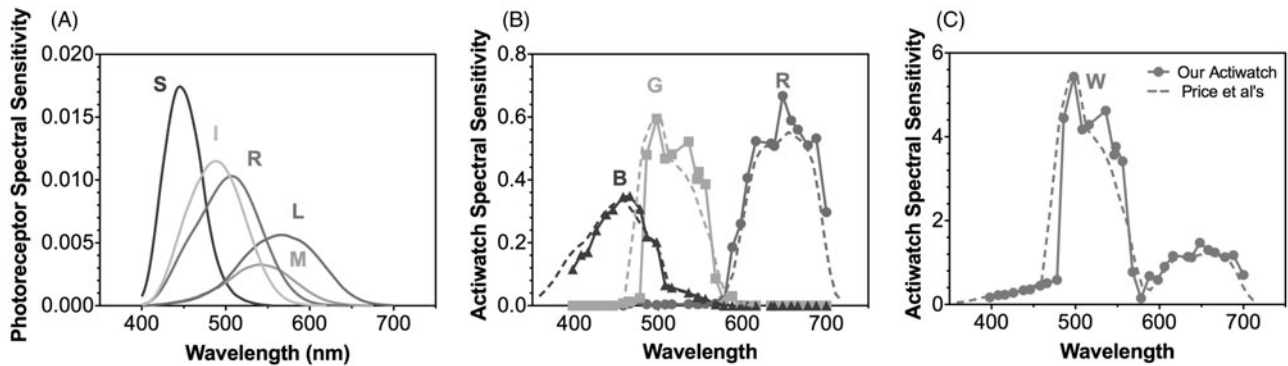 (A)
Photoreceptor Spectral Sensitivity
0.020
0.015
0.010
0.005
0.000
S
I
R
L
M
400
500
600
700
Wavelength (nm)
(B)
Actiwatch Spectral Sensitivity
0.8
0.6
0.4
0.2
0.0
B
G
R
400
500
600
700
Wavelength
(C)
Actiwatch Spectral Sensitivity
6
4
2
0
W
Our Actiwatch
Price et al's
400
500
600
700
Wavelength